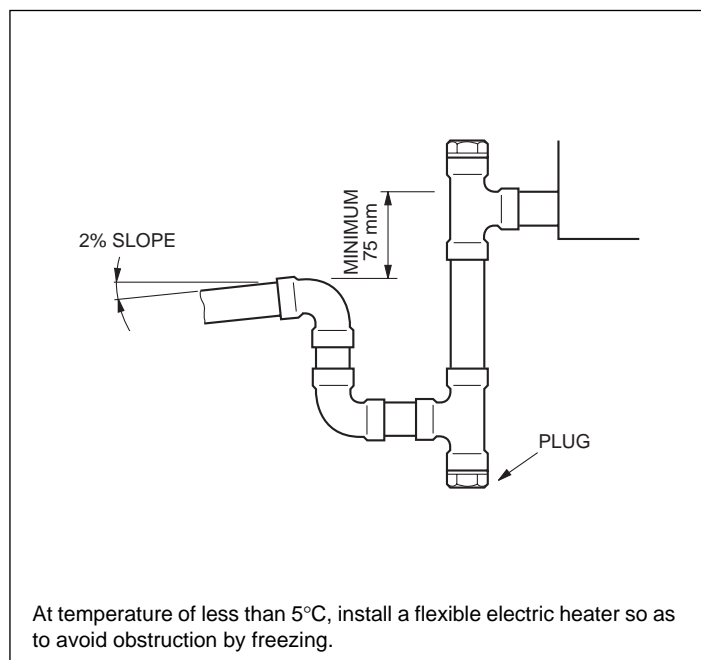 MINIMUM
75 mm
2% SLOPE
PLUG
At temperature of less than 5°C, install a flexible electric heater so as
to avoid obstruction by freezing.